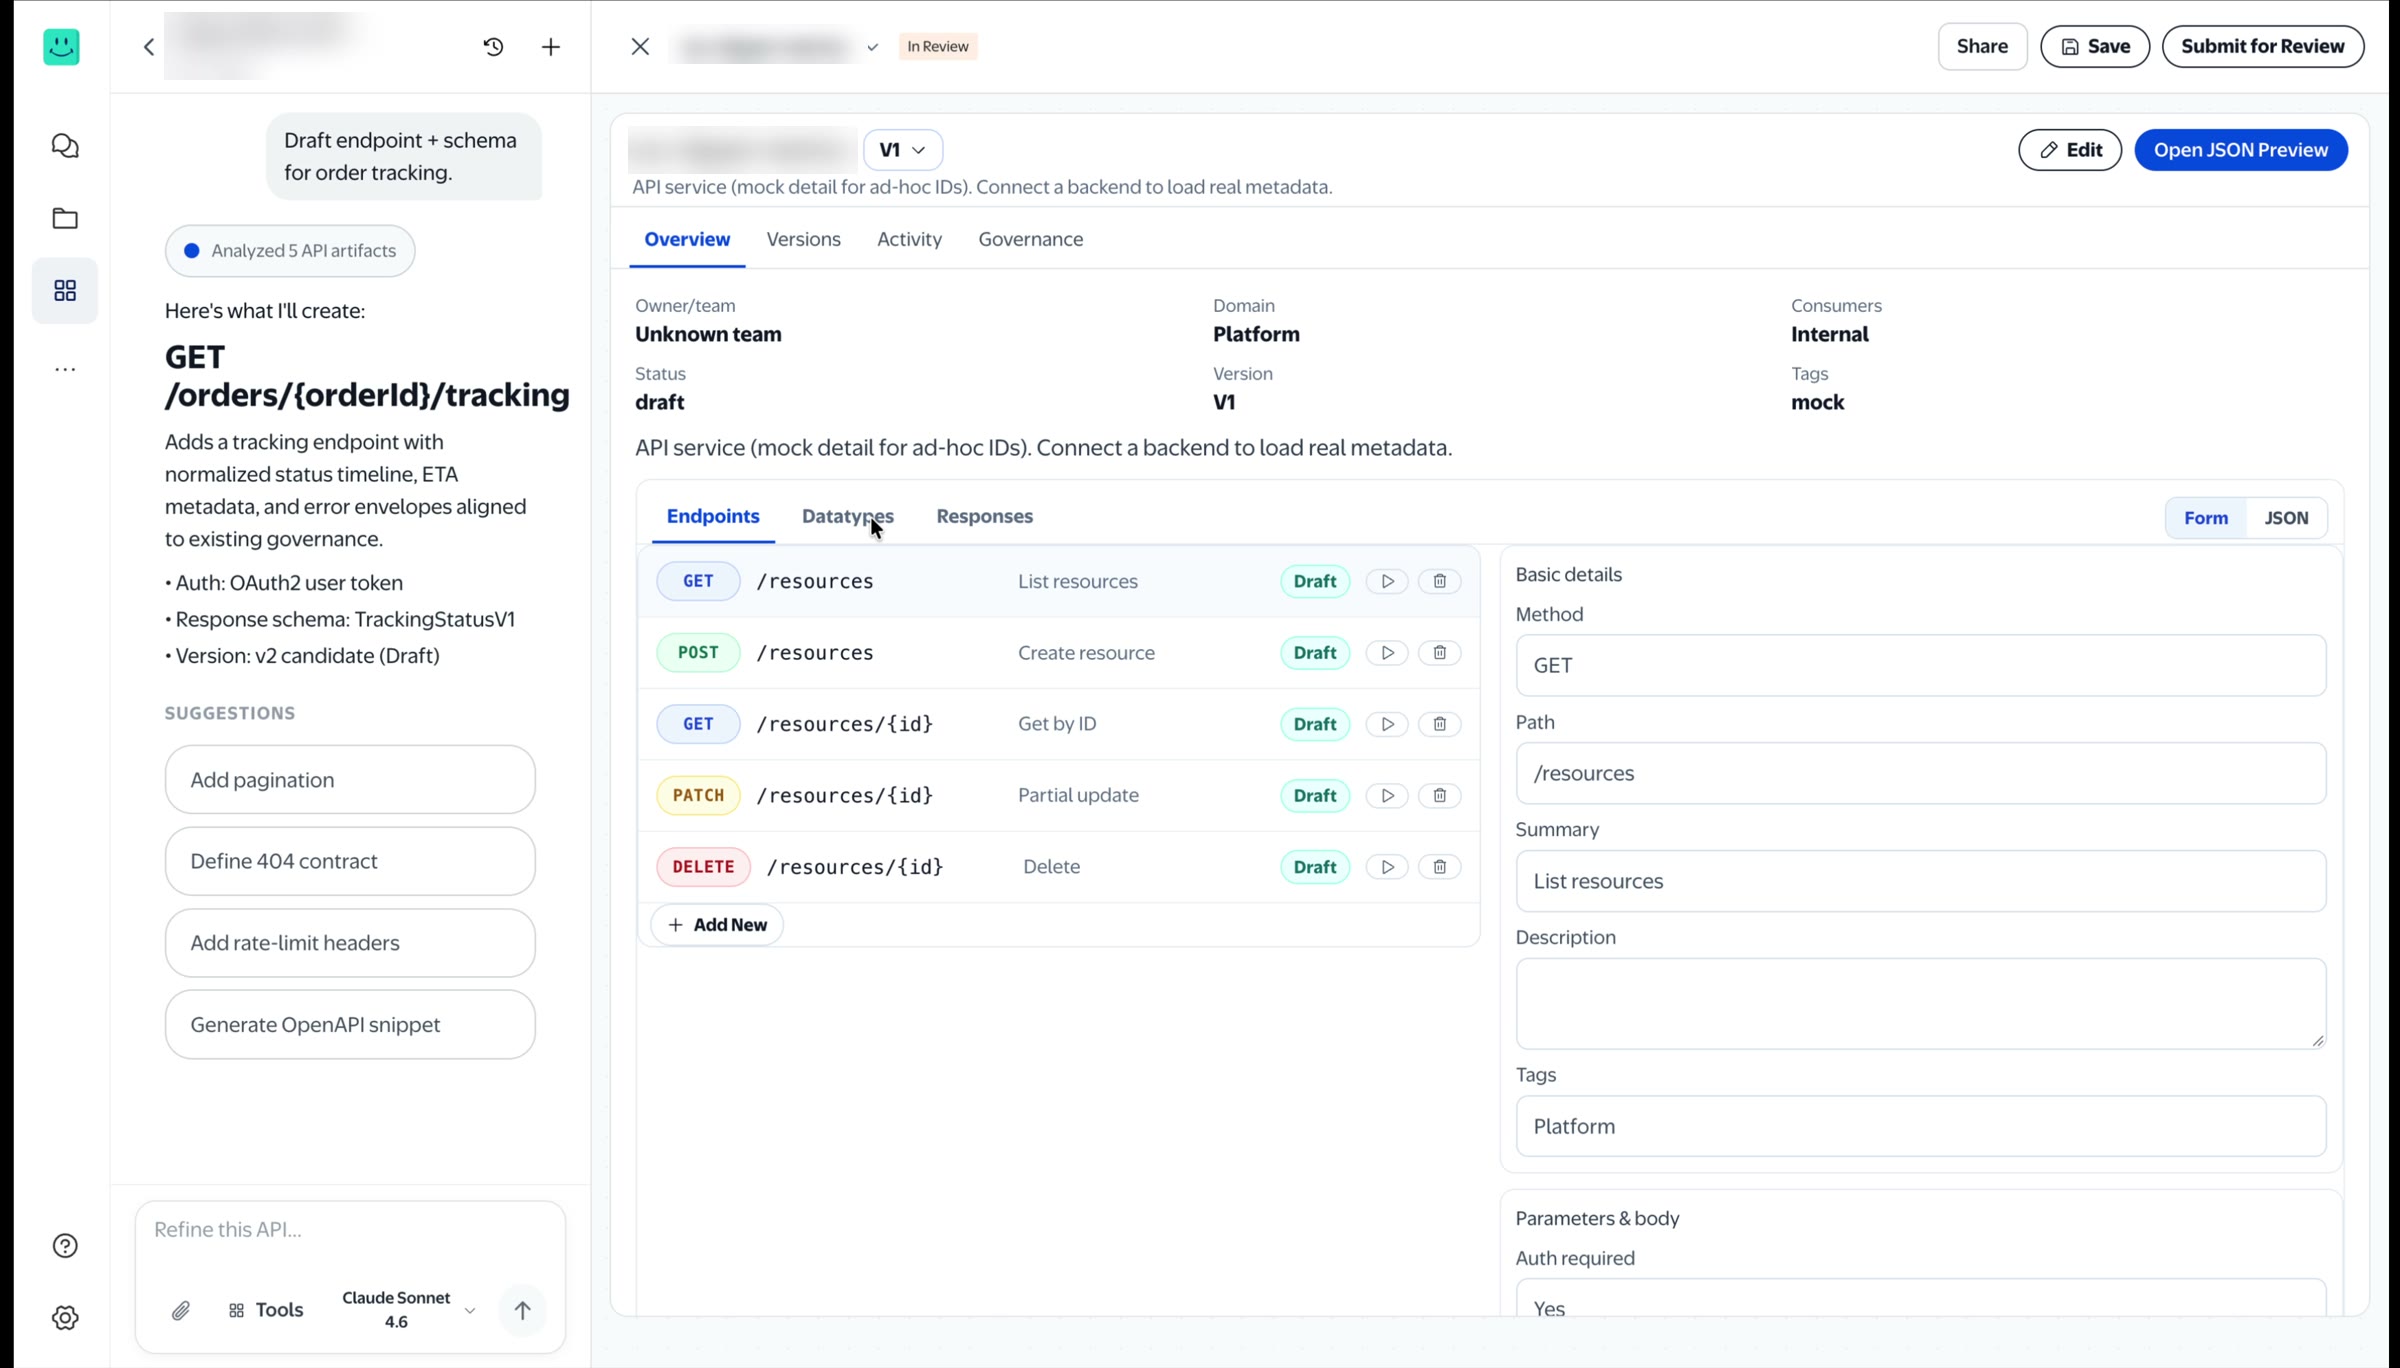 In Review
Share
Save
Submit for Review
Draft endpoint + schema
for order tracking.
Analyzed 5 API artifacts
Here's what I'll create:
GET
/orders/{orderId}/tracking
Adds a tracking endpoint with
normalized status timeline, ETA
metadata, and error envelopes aligned
to existing governance.
• Auth: OAuth2 user token
• Response schema: TrackingStatusV1
• Version: v2 candidate (Draft)
SUGGESTIONS
Add pagination
Define 404 contract
Add rate-limit headers
Generate OpenAPI snippet
Refine this API...
Tools
Claude Sonnet
4.6
V1
Edit
Open JSON Preview
API service (mock detail for ad-hoc IDs). Connect a backend to load real metadata.
Overview Versions Activity Governance
Owner/team Domain Consumers
Unknown team Platform Internal
Status Version Tags
draft V1 mock
API service (mock detail for ad-hoc IDs). Connect a backend to load real metadata.
Endpoints Datatypes Responses
Form JSON
GET /resources List resources Draft
POST /resources Create resource Draft
GET /resources/{id} Get by ID Draft
PATCH /resources/{id} Partial update Draft
DELETE /resources/{id} Delete Draft
+ Add New
Basic details
Method
GET
Path
/resources
Summary
List resources
Description
Tags
Platform
Parameters & body
Auth required
Yes